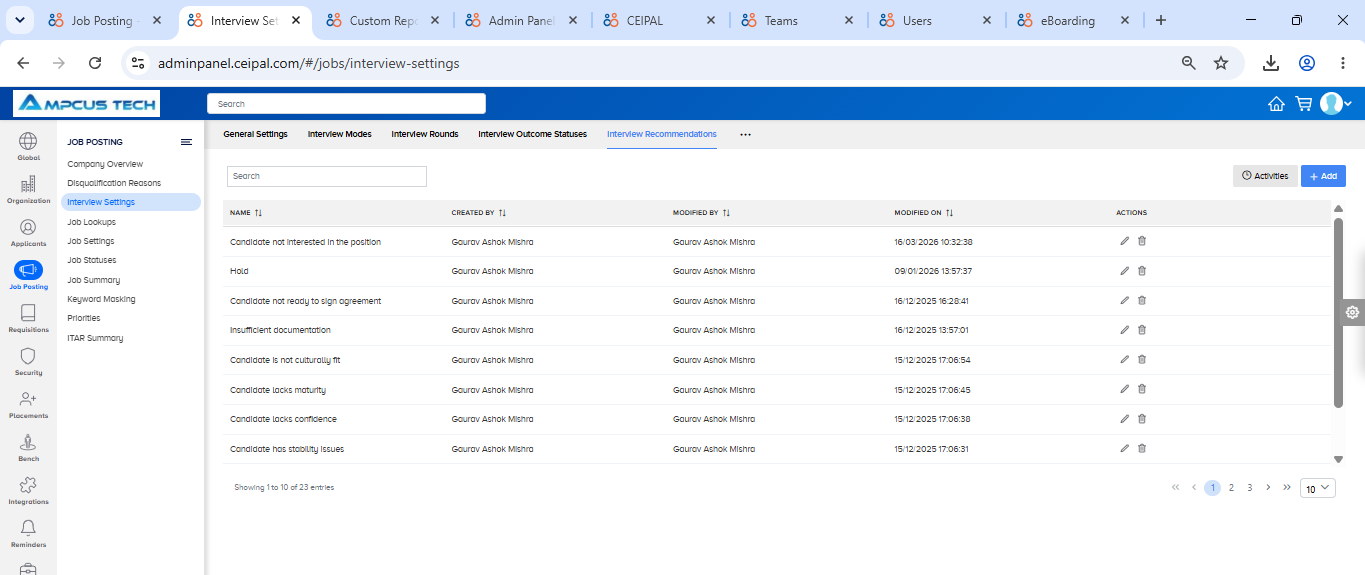 Job Posting -
Interview Set
Custom Repo
Admin Pane
CEIPAL
Teams
Users
eBoarding
adminpanel.ceipal.com/#/jobs/interview-settings
AMPCUS TECH
Search
Global
Organization
Applicants
Job Posting
Requisitions
Security
Placements
Bench
Integrations
Reminders
JOB POSTING
Company Overview
Disqualification Reasons
Interview Settings
Job Lookups
Job Settings
Job Statuses
Job Summary
Keyword Masking
Priorities
ITAR Summary
General Settings Interview Modes Interview Rounds Interview Outcome Statuses Interview Recommendations ...
Search
Activities
+ Add
NAME CREATED BY MODIFIED BY MODIFIED ON ACTIONS
Candidate not interested in the position Gaurav Ashok Mishra Gaurav Ashok Mishra 16/03/2026 10:32:38
Hold Gaurav Ashok Mishra Gaurav Ashok Mishra 09/01/2026 13:57:37
Candidate not ready to sign agreement Gaurav Ashok Mishra Gaurav Ashok Mishra 16/12/2025 16:28:41
Insufficient documentation Gaurav Ashok Mishra Gaurav Ashok Mishra 16/12/2025 13:57:01
Candidate is not culturally fit Gaurav Ashok Mishra Gaurav Ashok Mishra 15/12/2025 17:06:54
Candidate lacks maturity Gaurav Ashok Mishra Gaurav Ashok Mishra 15/12/2025 17:06:45
Candidate lacks confidence Gaurav Ashok Mishra Gaurav Ashok Mishra 15/12/2025 17:06:38
Candidate has stability issues Gaurav Ashok Mishra Gaurav Ashok Mishra 15/12/2025 17:06:31
Showing 1 to 10 of 23 entries
1 2 3
10